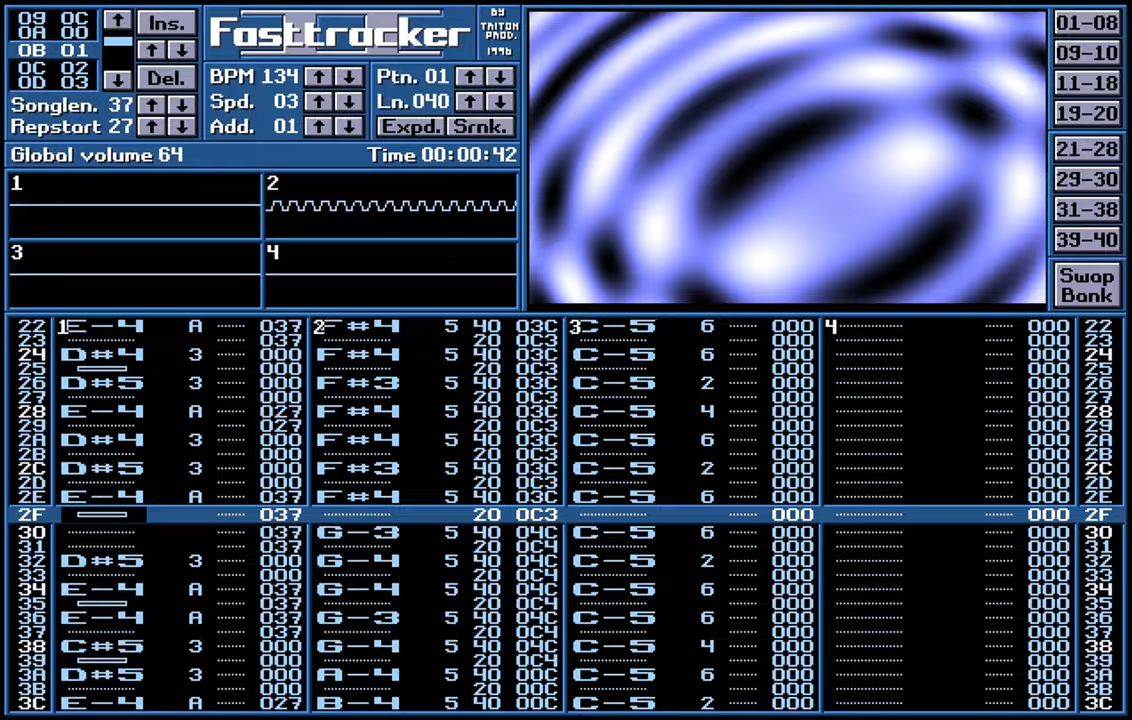 09 0C
0A 00
0B 01
0C 02
0D 03
Ins.
Del.
Songlen. 37
Repstart 27
Fasttracker
BY
TRITON
PROD.
1996
BPM 134
Spd. 03
Add. 01
Ptn. 01
Ln. 040
Expd. Srnk.
Global volume 64 Time 00:00:42
1
2
3
4
01-08
09-10
11-18
19-20
21-28
29-30
31-38
39-40
Swap
Bank
22 1 E-4 A 037 2 F#4 5 40 03C 3 C-5 6 000 4 000 22
23 037 20 0C3 000 000 23
24 D#4 3 000 F#4 5 40 03C C-5 6 000 000 24
25 000 20 0C3 000 000 25
26 D#5 3 000 F#3 5 40 03C C-5 2 000 000 26
27 000 20 0C3 000 000 27
28 E-4 A 027 F#4 5 40 03C C-5 4 000 000 28
29 027 20 0C3 000 000 29
2A D#4 3 000 F#4 5 40 03C C-5 6 000 000 2A
2B 000 20 0C3 000 000 2B
2C D#5 3 000 F#3 5 40 03C C-5 2 000 000 2C
2D 000 20 0C3 000 000 2D
2E E-4 A 037 F#4 5 40 03C C-5 6 000 000 2E
2F 037 20 0C3 000 000 2F
30 037 G-3 5 40 04C C-5 6 000 000 30
31 037 20 0C4 000 000 31
32 D#5 3 000 G-4 5 40 04C C-5 2 000 000 32
33 000 20 0C4 000 000 33
34 E-4 A 037 G-4 5 40 04C C-5 6 000 000 34
35 037 20 0C4 000 000 35
36 E-4 A 037 G-3 5 40 04C C-5 6 000 000 36
37 037 20 0C4 000 000 37
38 C#5 3 000 G-4 5 40 04C C-5 4 000 000 38
39 000 20 0C4 000 000 39
3A D#5 3 000 A-4 5 40 04C C-5 6 000 000 3A
3B 000 20 0C4 000 000 3B
3C E-4 A 027 B-4 5 40 00C C-5 2 000 000 3C